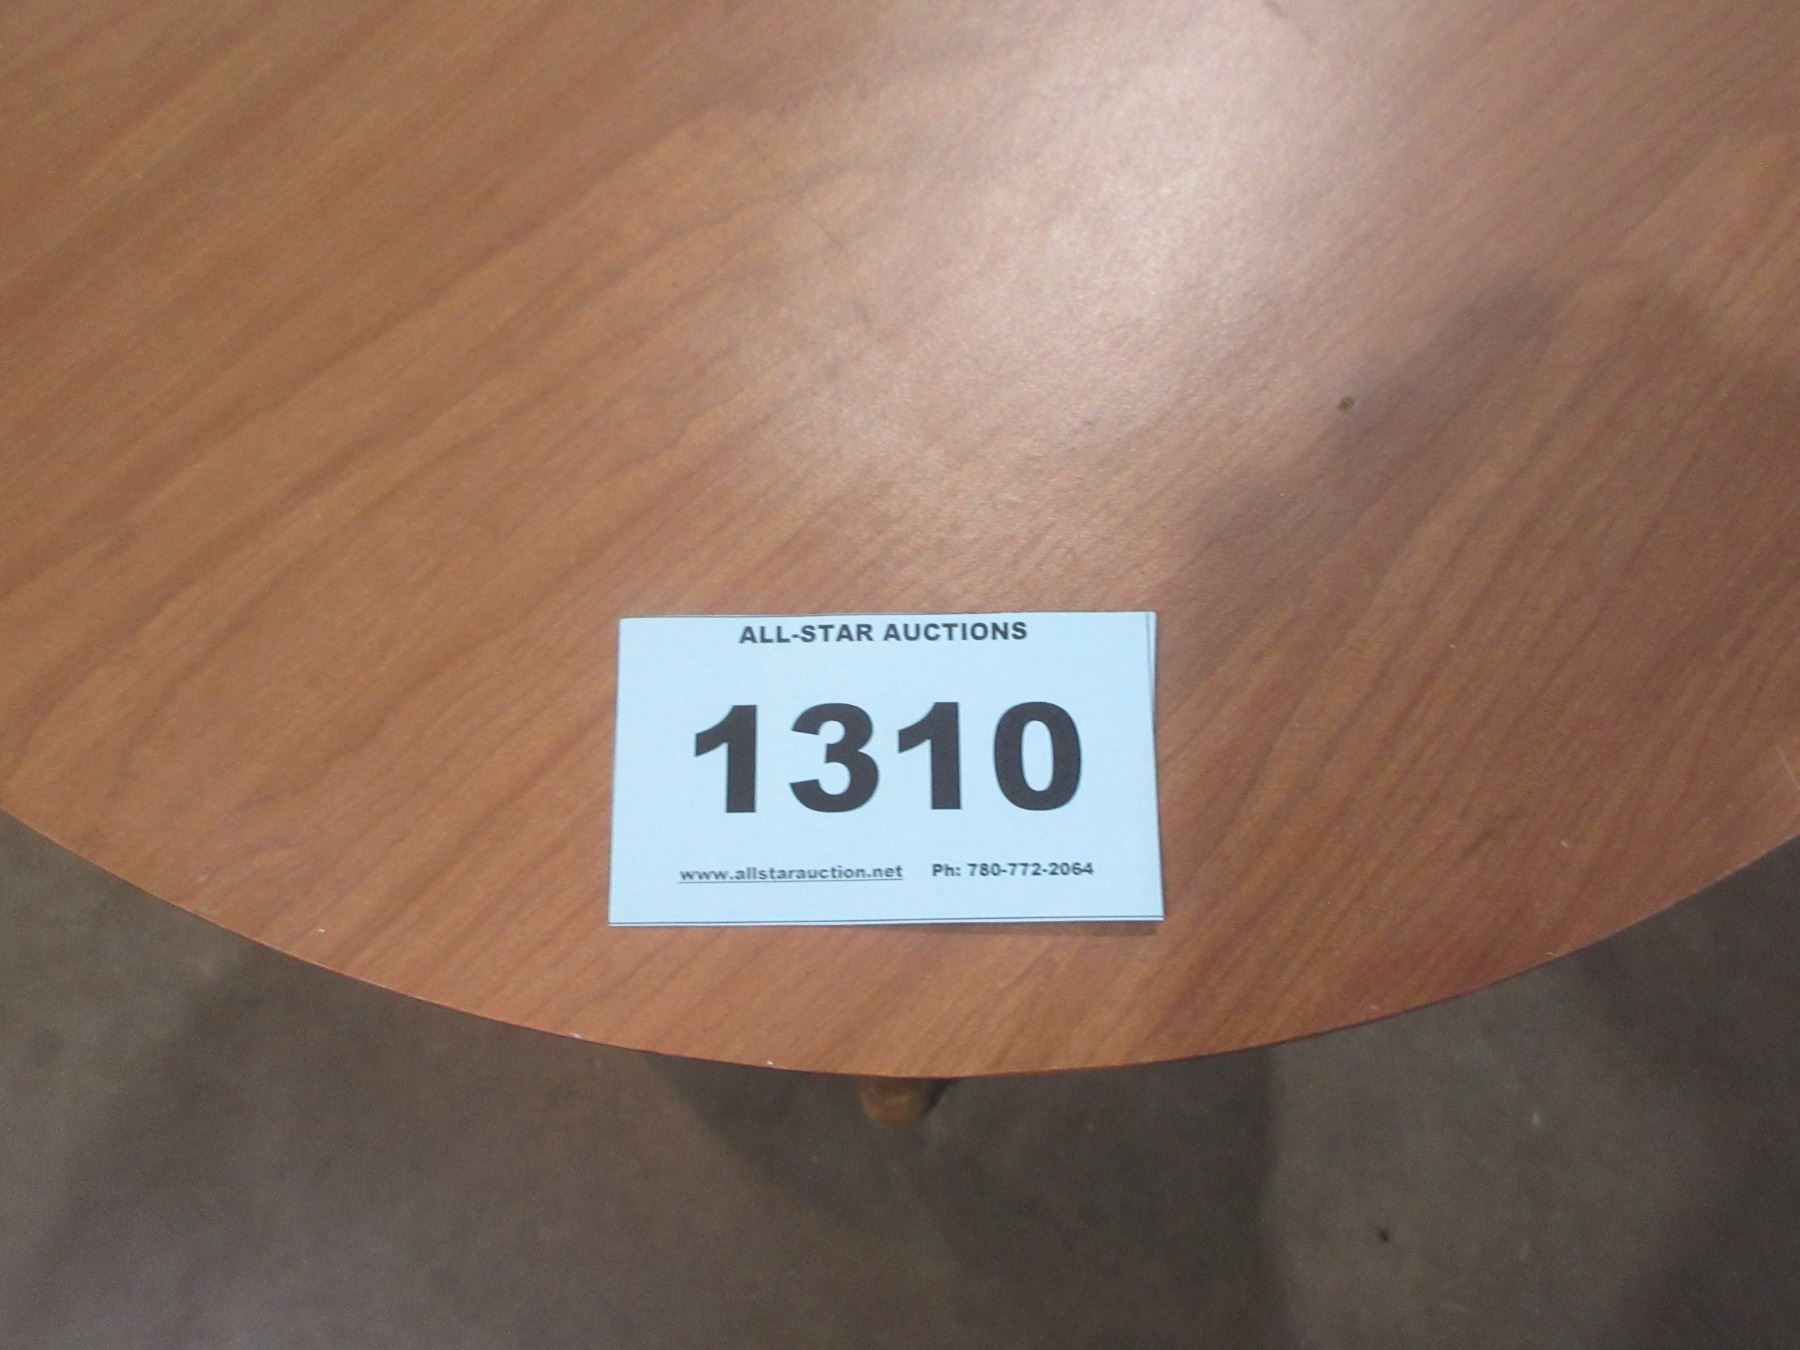 ALL-STAR AUCTIONS
1310
www.allstarauction.net Ph: 780-772-2064